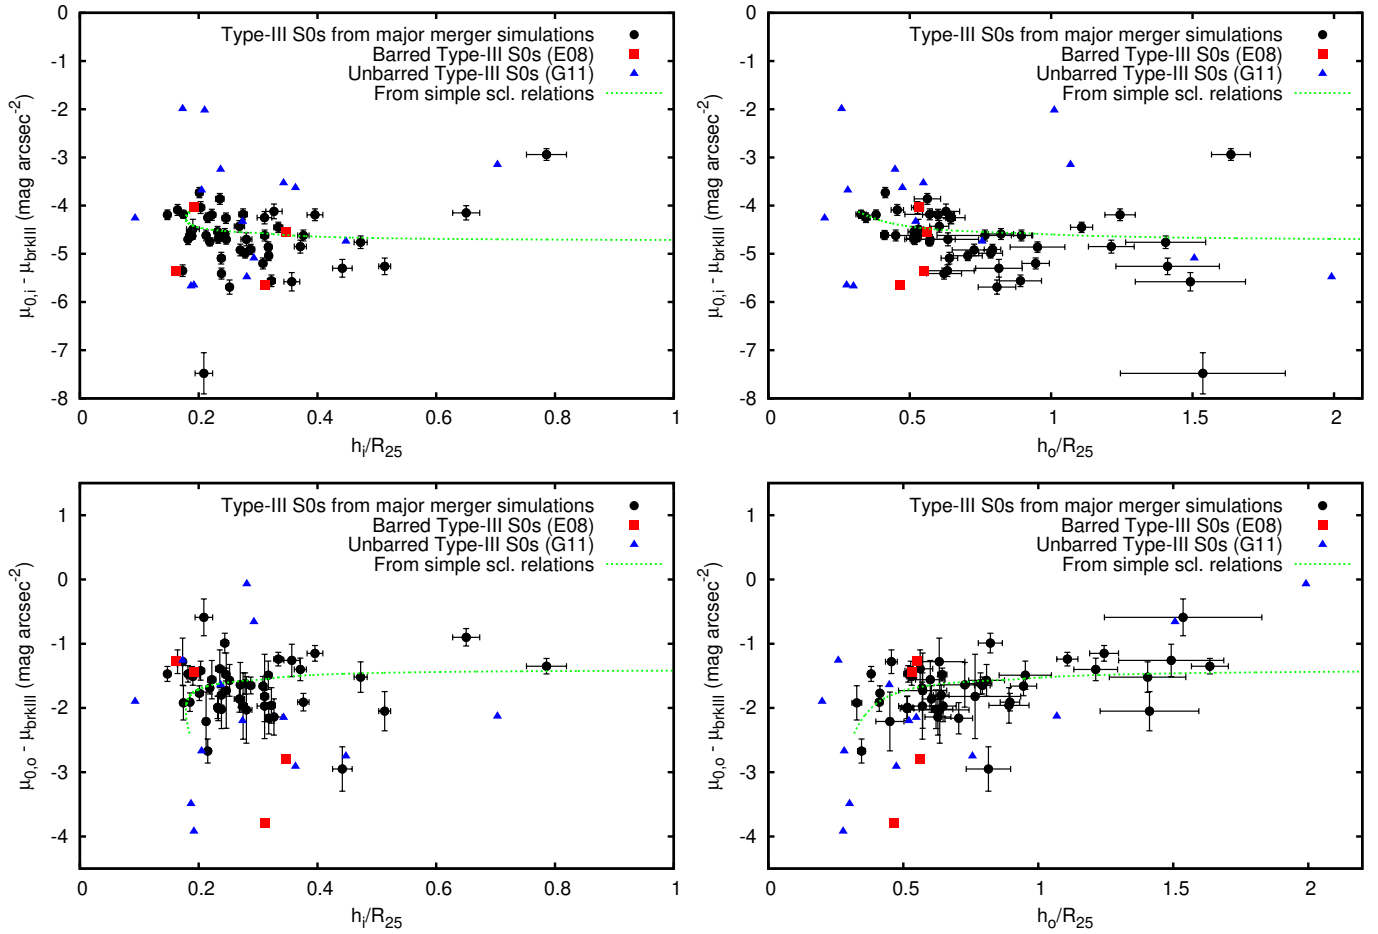 0
-1
-2
-3
-4
-5
-6
-7
-8
0
0.2
0.4
0.6
0.8
1
μ0,i - μbrkIII (mag arcsec-2)
hi/R25
Type-III S0s from major merger simulations
Barred Type-III S0s (E08)
Unbarred Type-III S0s (G11)
From simple scl. relations
0
-1
-2
-3
-4
-5
-6
-7
-8
0
0.5
1
1.5
2
μ0,i - μbrkIII (mag arcsec-2)
ho/R25
Type-III S0s from major merger simulations
Barred Type-III S0s (E08)
Unbarred Type-III S0s (G11)
From simple scl. relations
1
0
-1
-2
-3
-4
0
0.2
0.4
0.6
0.8
1
μ0,o - μbrkIII (mag arcsec-2)
hi/R25
Type-III S0s from major merger simulations
Barred Type-III S0s (E08)
Unbarred Type-III S0s (G11)
From simple scl. relations
1
0
-1
-2
-3
-4
0
0.5
1
1.5
2
μ0,o - μbrkIII (mag arcsec-2)
ho/R25
Type-III S0s from major merger simulations
Barred Type-III S0s (E08)
Unbarred Type-III S0s (G11)
From simple scl. relations